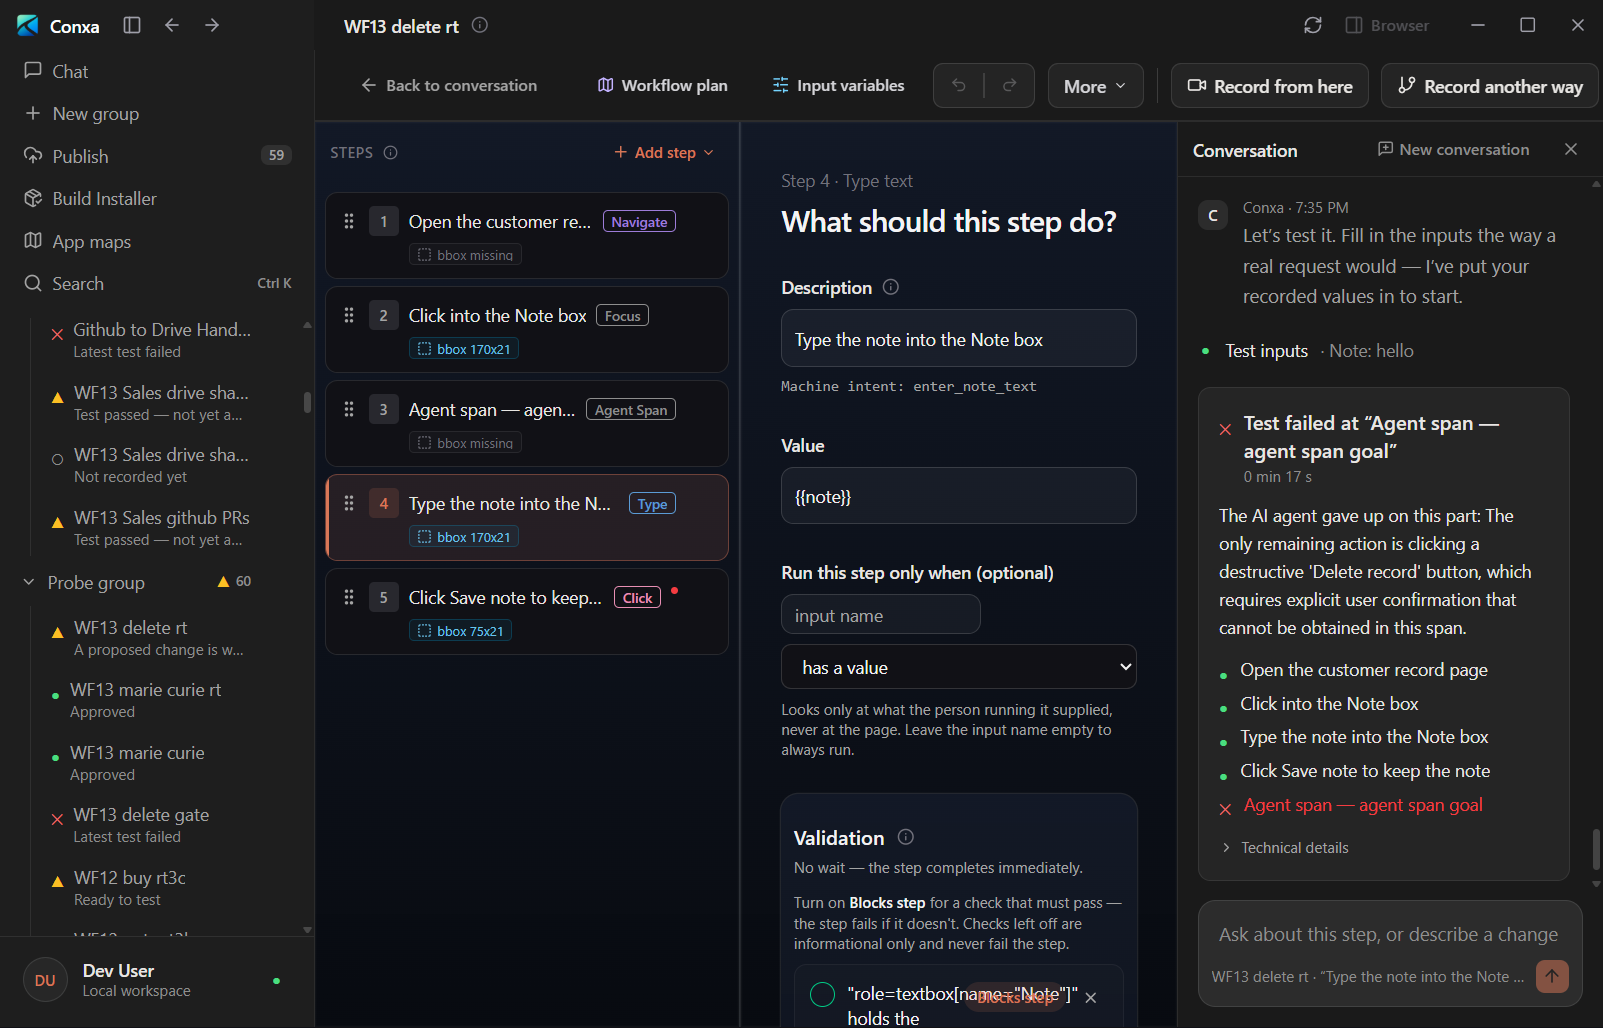 Conxa
WF13 delete rt
Browser
Chat
New group
Publish
59
Build Installer
App maps
Search
Ctrl K
Github to Drive Hand...
Latest test failed
WF13 Sales drive sha...
Test passed — not yet a...
WF13 Sales drive sha...
Not recorded yet
WF13 Sales github PRs
Test passed — not yet a...
Probe group
60
WF13 delete rt
A proposed change is w...
WF13 marie curie rt
Approved
WF13 marie curie
Approved
WF13 delete gate
Latest test failed
WF12 buy rt3c
Ready to test
DU
Dev User
Local workspace
Back to conversation
Workflow plan
Input variables
More
Record from here
Record another way
STEPS
Add step
1
Open the customer re...
Navigate
bbox missing
2
Click into the Note box
Focus
bbox 170x21
3
Agent span — agen...
Agent Span
bbox missing
4
Type the note into the N...
Type
bbox 170x21
5
Click Save note to keep...
Click
bbox 75x21
Step 4 · Type text
What should this step do?
Description
Type the note into the Note box
Machine intent: enter_note_text
Value
{{note}}
Run this step only when (optional)
input name
has a value
Looks only at what the person running it supplied,
never at the page. Leave the input name empty to
always run.
Validation
No wait — the step completes immediately.
Turn on Blocks step for a check that must pass —
the step fails if it doesn't. Checks left off are
informational only and never fail the step.
"role=textbox[name="Note"]"
Blocks step
holds the
Conversation
New conversation
C
Conxa · 7:35 PM
Let's test it. Fill in the inputs the way a
real request would — I've put your
recorded values in to start.
Test inputs · Note: hello
Test failed at “Agent span —
agent span goal”
0 min 17 s
The AI agent gave up on this part: The
only remaining action is clicking a
destructive 'Delete record' button, which
requires explicit user confirmation that
cannot be obtained in this span.
Open the customer record page
Click into the Note box
Type the note into the Note box
Click Save note to keep the note
Agent span — agent span goal
Technical details
Ask about this step, or describe a change
WF13 delete rt · “Type the note into the Note ...